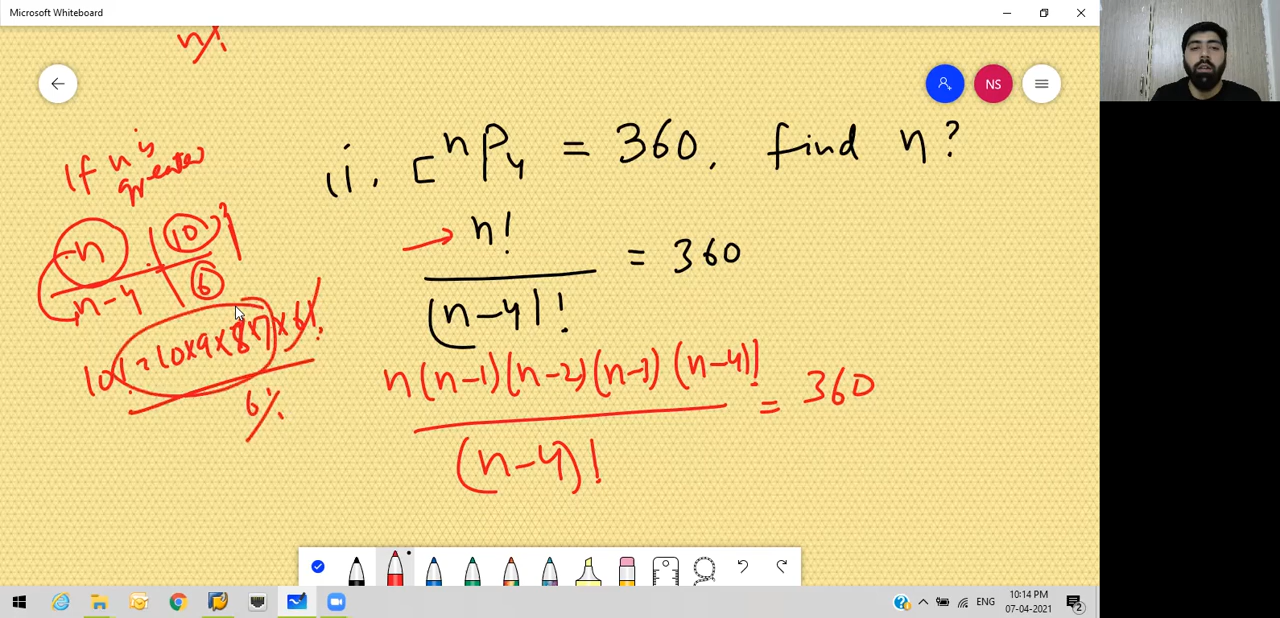 Microsoft Whiteboard
n!
NS
ii. [ nP4 = 360, find n?
n! / (n-4)! = 360
n(n-1)(n-2)(n-3)(n-4)! / (n-4)! = 360
If n is greater
n 10
n-4 6
10! = 10×9×8×7×6!
6!
ENG
10:14 PM
07-04-2021
2